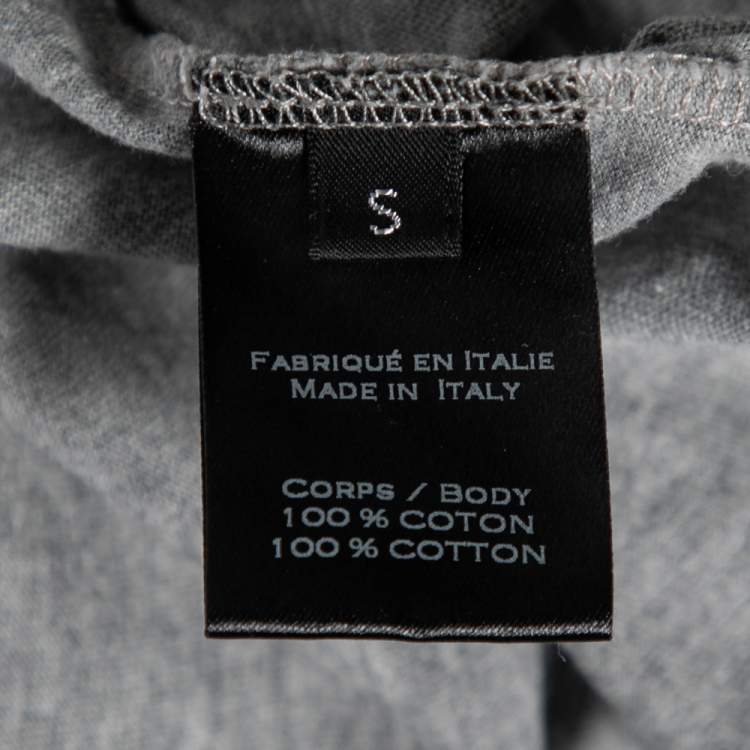 S
FABRIQUÉ EN ITALIE
MADE IN ITALY
CORPS / BODY
100 % COTON
100 % COTTON